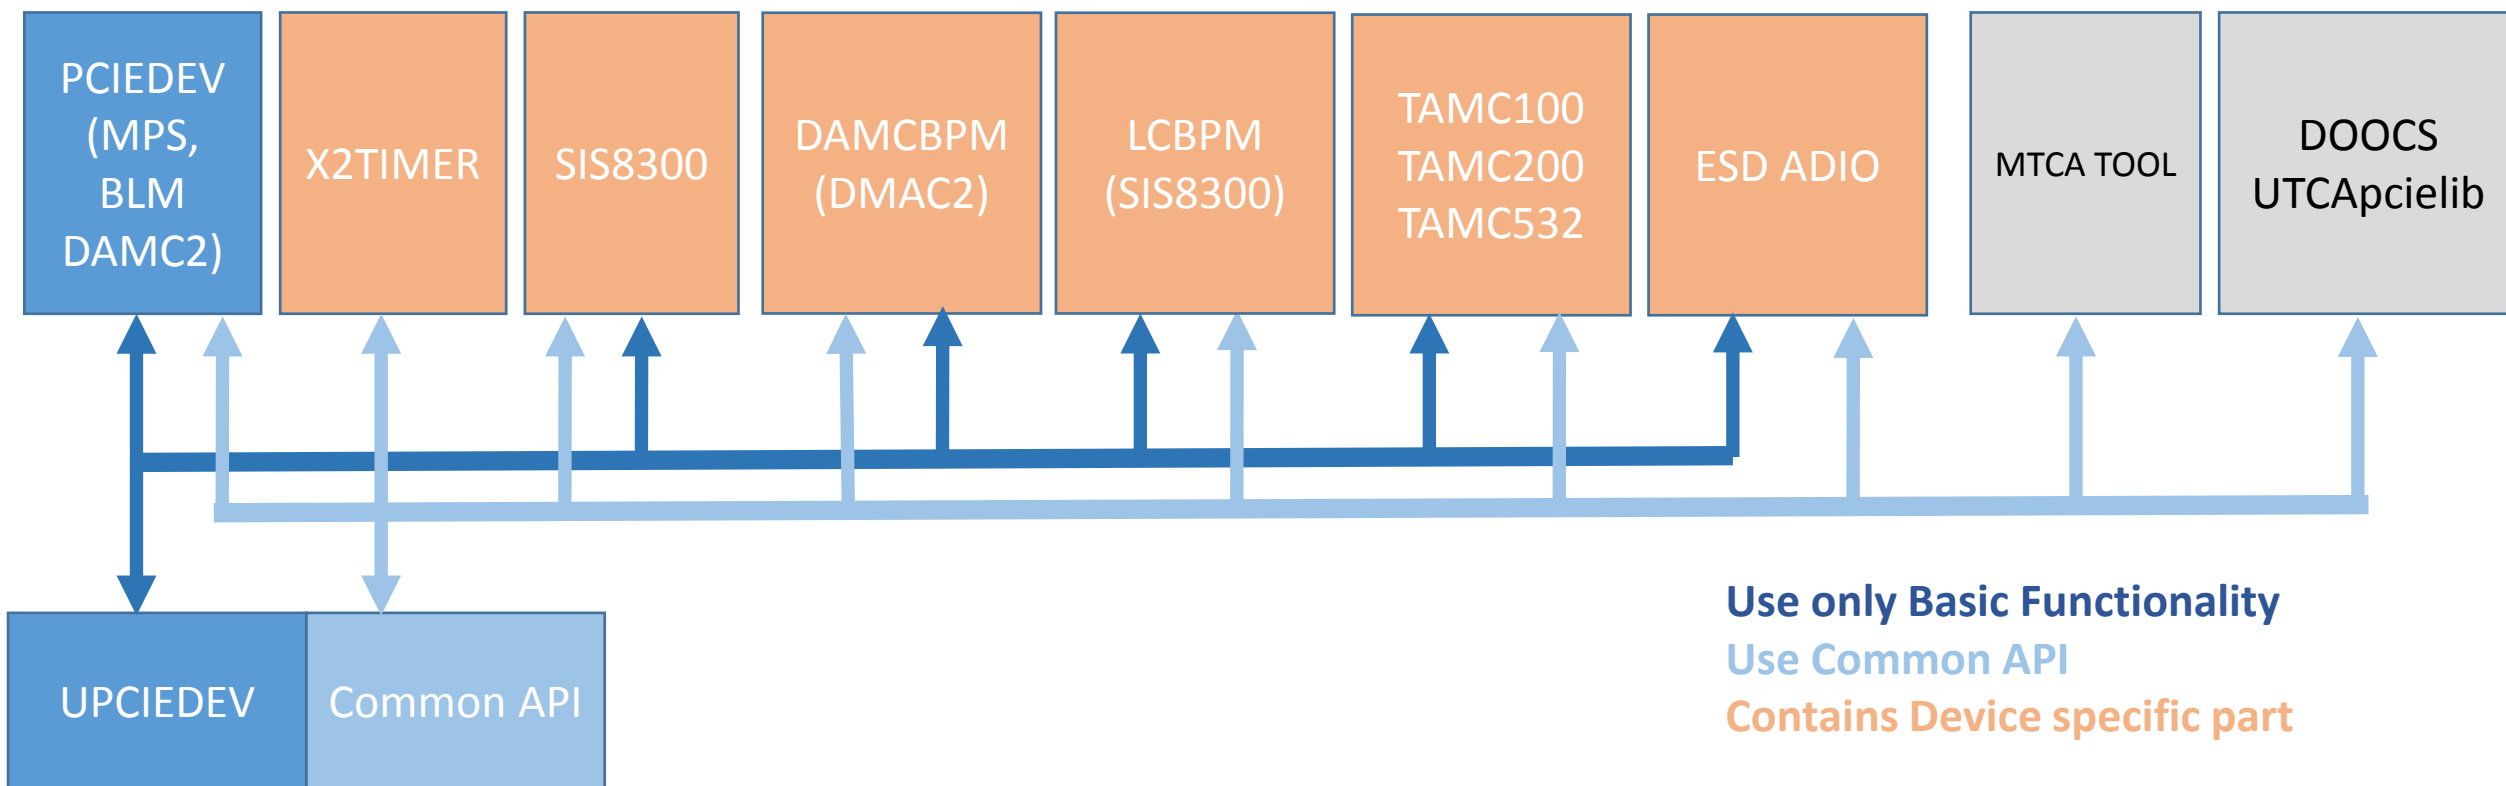 PCIEDEV
(MPS,
BLM
DAMC2)
X2TIMER
SIS8300
DAMCBPM
(DMAC2)
LCBPM
(SIS8300)
TAMC100
TAMC200
TAMC532
ESD ADIO
MTCA TOOL
DOOCS
UTCApcielib
UPCIEDEV
Common API
Use only Basic Functionality
Use Common API
Contains Device specific part